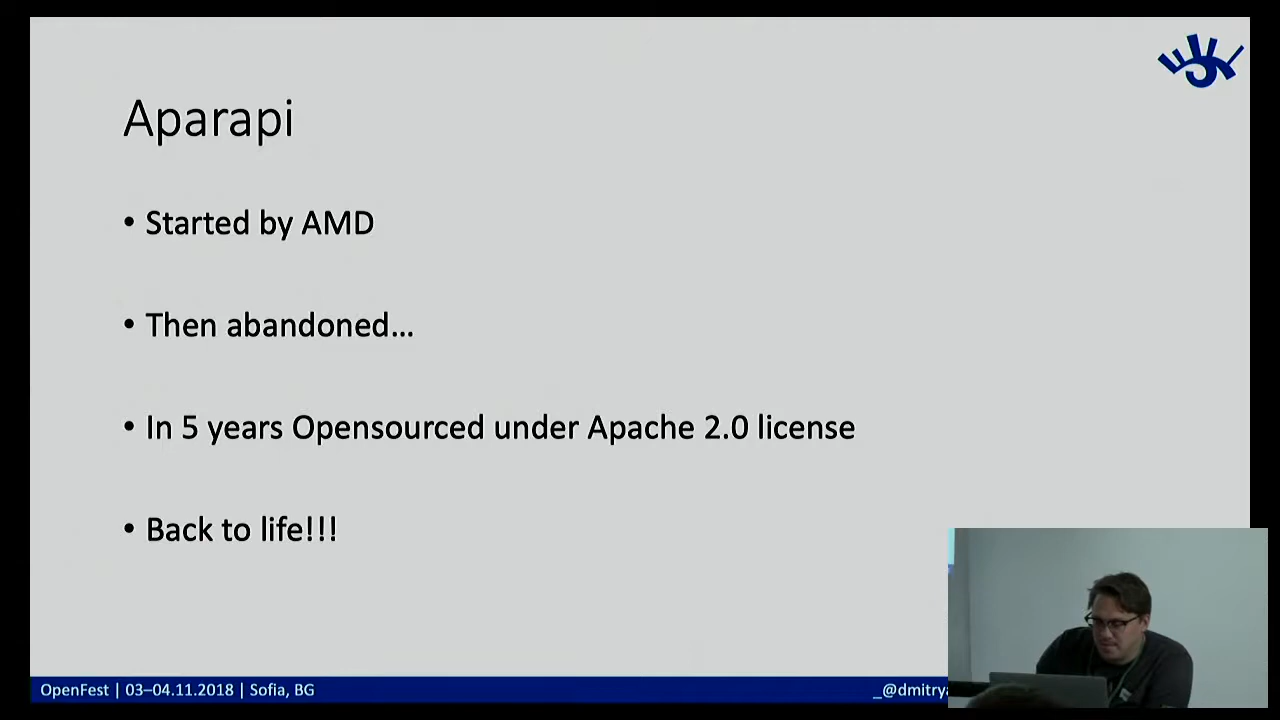 Aparapi
• Started by AMD
• Then abandoned…
• In 5 years Opensourced under Apache 2.0 license
• Back to life!!!
OpenFest | 03–04.11.2018 | Sofia, BG
_@dmitrya